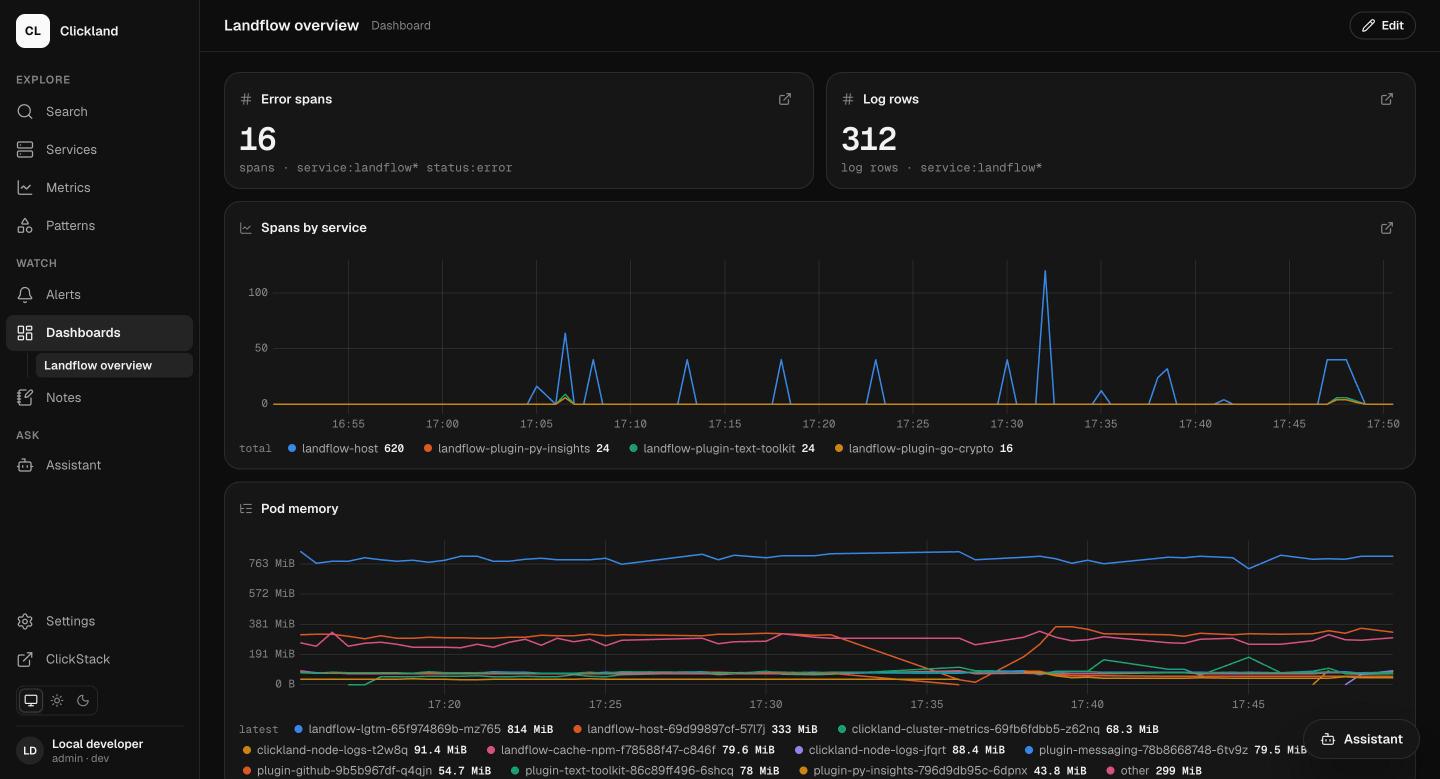 CL Clickland
EXPLORE
Search
Services
Metrics
Patterns
WATCH
Alerts
Dashboards
Landflow overview
Notes
ASK
Assistant
Settings
ClickStack
LD Local developer
admin · dev
Landflow overview Dashboard
Edit
Error spans
16
spans · service:landflow* status:error
Log rows
312
log rows · service:landflow*
Spans by service
100
50
0
16:55 17:00 17:05 17:10 17:15 17:20 17:25 17:30 17:35 17:40 17:45 17:50
total landflow-host 620 landflow-plugin-py-insights 24 landflow-plugin-text-toolkit 24 landflow-plugin-go-crypto 16
Pod memory
763 MiB
572 MiB
381 MiB
191 MiB
0 B
17:20 17:25 17:30 17:35 17:40 17:45
latest landflow-lgtm-65f974869b-mz765 814 MiB landflow-host-69d99897cf-57l7j 333 MiB clickland-cluster-metrics-69fb6fdbb5-z62nq 68.3 MiB
clickland-node-logs-t2w8q 91.4 MiB landflow-cache-npm-f78588f47-c846f 79.6 MiB clickland-node-logs-jfqrt 88.4 MiB plugin-messaging-78b8668748-6tv9z 79.5 MiB
plugin-github-9b5b967df-q4qjn 54.7 MiB plugin-text-toolkit-86c89ff496-6shcq 78 MiB plugin-py-insights-796d9db95c-6dpnx 43.8 MiB other 299 MiB
Assistant